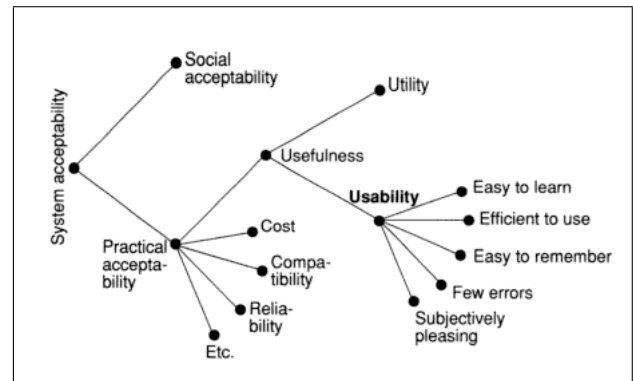 System acceptability
Social
acceptability
Practical
accepta-
bility
Usefulness
Cost
Compa-
tibility
Relia-
bility
Etc.
Utility
Usability
Easy to learn
Efficient to use
Easy to remember
Few errors
Subjectively
pleasing